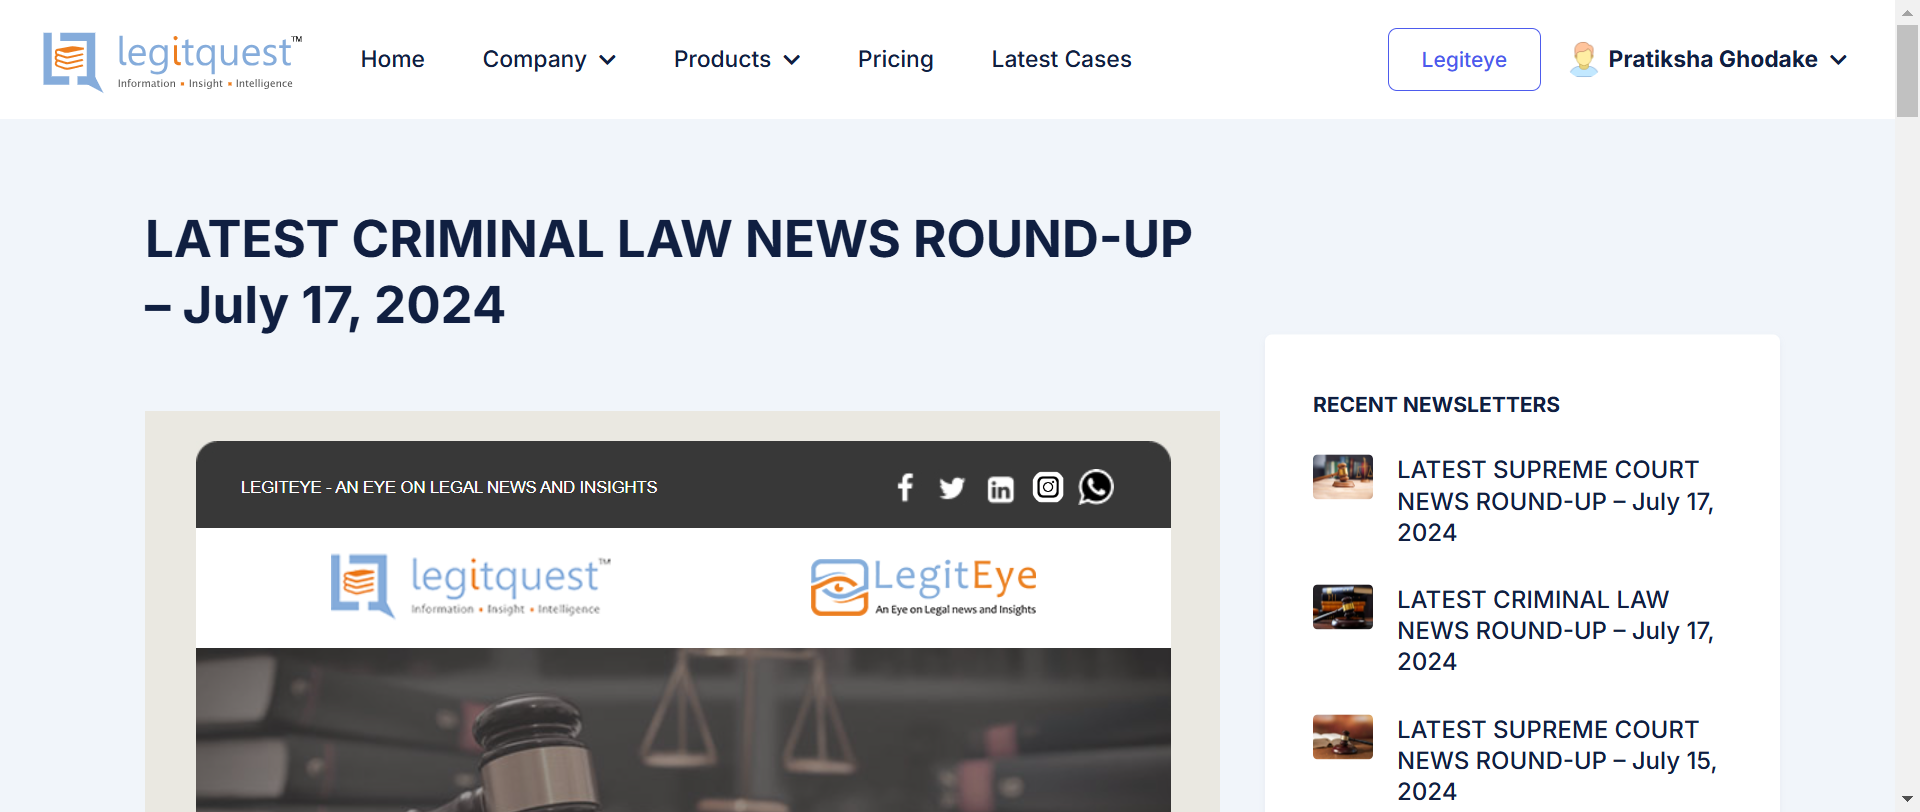 legitquest™
Information • Insight • Intelligence
Home
Company
Products
Pricing
Latest Cases
Legiteye
Pratiksha Ghodake
LATEST CRIMINAL LAW NEWS ROUND-UP
– July 17, 2024
LEGITEYE - AN EYE ON LEGAL NEWS AND INSIGHTS
legitquest™
Information • Insight • Intelligence
LegitEye
An Eye on Legal news and Insights
RECENT NEWSLETTERS
LATEST SUPREME COURT
NEWS ROUND-UP – July 17,
2024
LATEST CRIMINAL LAW
NEWS ROUND-UP – July 17,
2024
LATEST SUPREME COURT
NEWS ROUND-UP – July 15,
2024